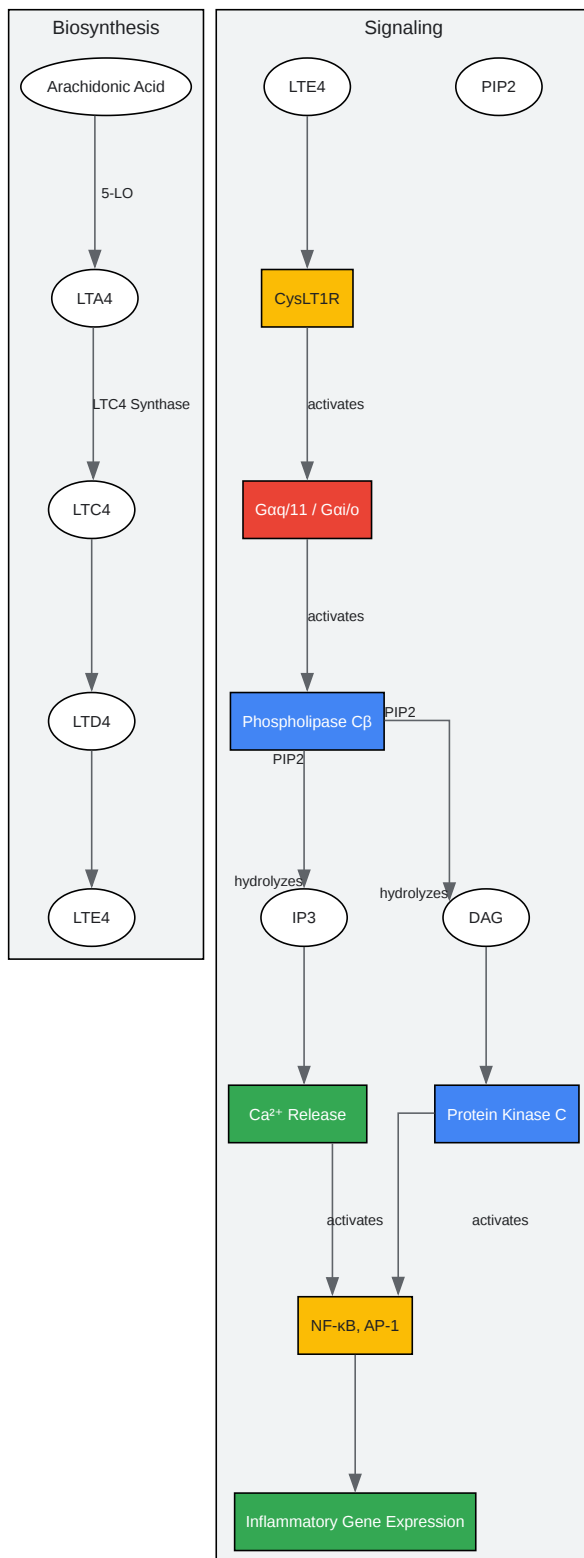 Biosynthesis
Arachidonic Acid
5-LO
LTA4
LTC4 Synthase
LTC4
LTD4
LTE4
Signaling
LTE4
PIP2
CysLT1R
activates
Gαq/11 / Gαi/o
activates
Phospholipase Cβ
PIP2
PIP2
hydrolyzes
hydrolyzes
IP3
DAG
Ca²⁺ Release
Protein Kinase C
activates
activates
NF-κB, AP-1
Inflammatory Gene Expression